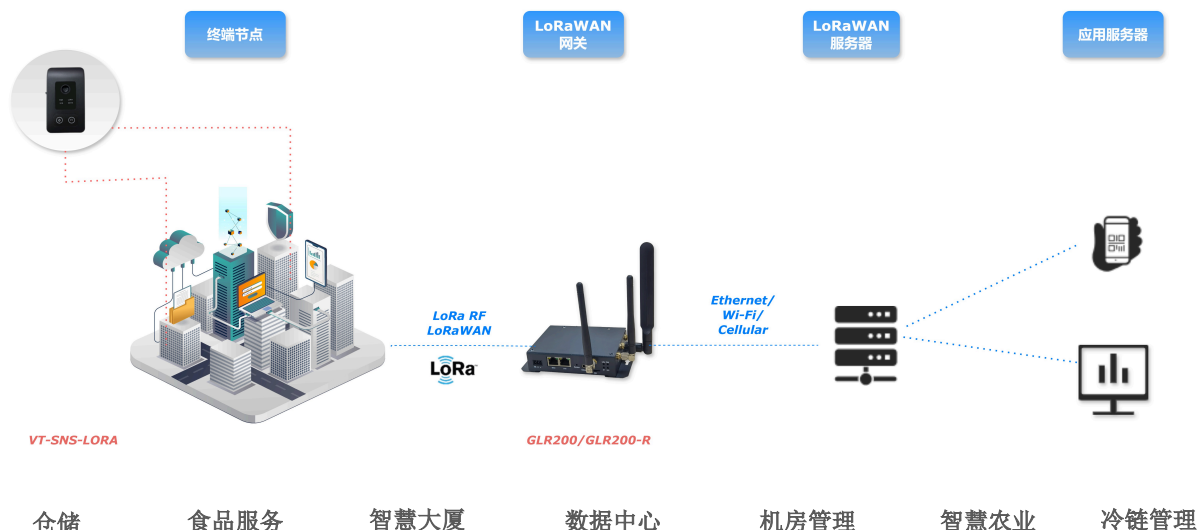 终端节点
LoRaWAN
网关
LoRaWAN
服务器
应用服务器
LoRa RF
LoRaWAN
LoRa
Ethernet/
Wi-Fi/
Cellular
VT-SNS-LORA
GLR200/GLR200-R
仓储 食品服务 智慧大厦 数据中心 机房管理 智慧农业 冷链管理